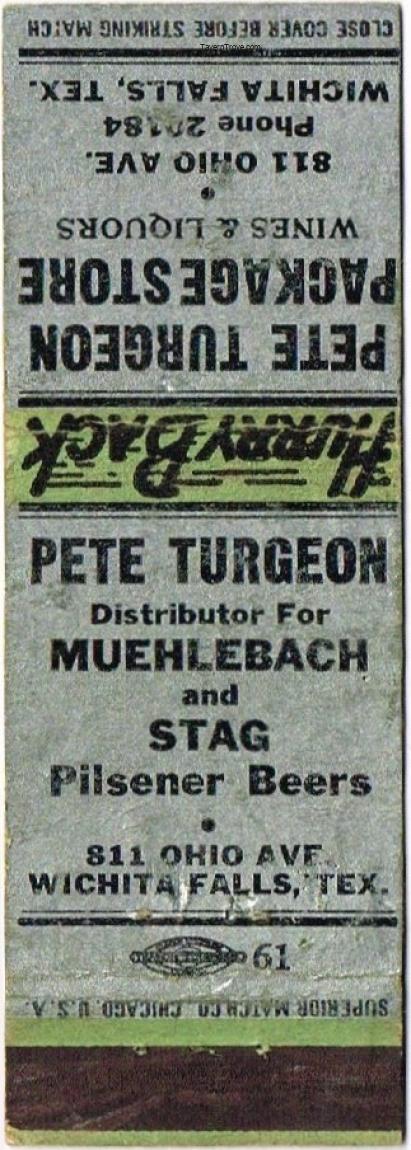 TavernTrove.com
HURRY BACK
PETE TURGEON
PACKAGE STORE
WINES & LIQUORS
811 OHIO AVE.
Phone
WICHITA FALLS, TEX.
CLOSE COVER BEFORE STRIKING MATCH
PETE TURGEON
Distributor For
MUEHLEBACH
and
STAG
Pilsener Beers
811 OHIO AVE.
WICHITA FALLS, TEX.
61
SUPERIOR MATCH CO. CHICAGO, U.S.A.